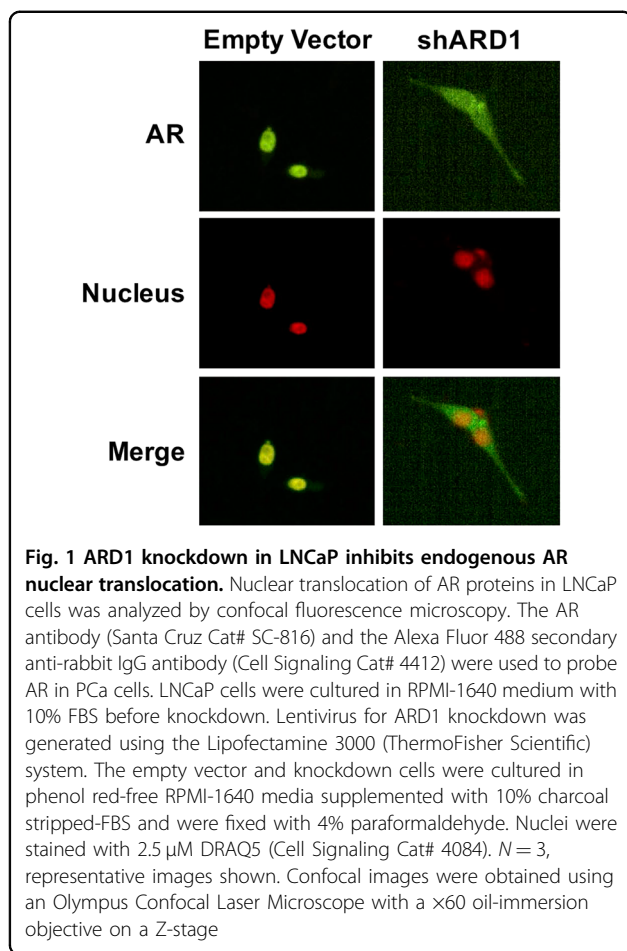 Empty Vector shARD1
AR
Nucleus
Merge
Fig. 1 ARD1 knockdown in LNCaP inhibits endogenous AR
nuclear translocation. Nuclear translocation of AR proteins in LNCaP
cells was analyzed by confocal fluorescence microscopy. The AR
antibody (Santa Cruz Cat# SC-816) and the Alexa Fluor 488 secondary
anti-rabbit IgG antibody (Cell Signaling Cat# 4412) were used to probe
AR in PCa cells. LNCaP cells were cultured in RPMI-1640 medium with
10% FBS before knockdown. Lentivirus for ARD1 knockdown was
generated using the Lipofectamine 3000 (ThermoFisher Scientific)
system. The empty vector and knockdown cells were cultured in
phenol red-free RPMI-1640 media supplemented with 10% charcoal
stripped-FBS and were fixed with 4% paraformaldehyde. Nuclei were
stained with 2.5 μM DRAQ5 (Cell Signaling Cat# 4084). N = 3,
representative images shown. Confocal images were obtained using
an Olympus Confocal Laser Microscope with a ×60 oil-immersion
objective on a Z-stage